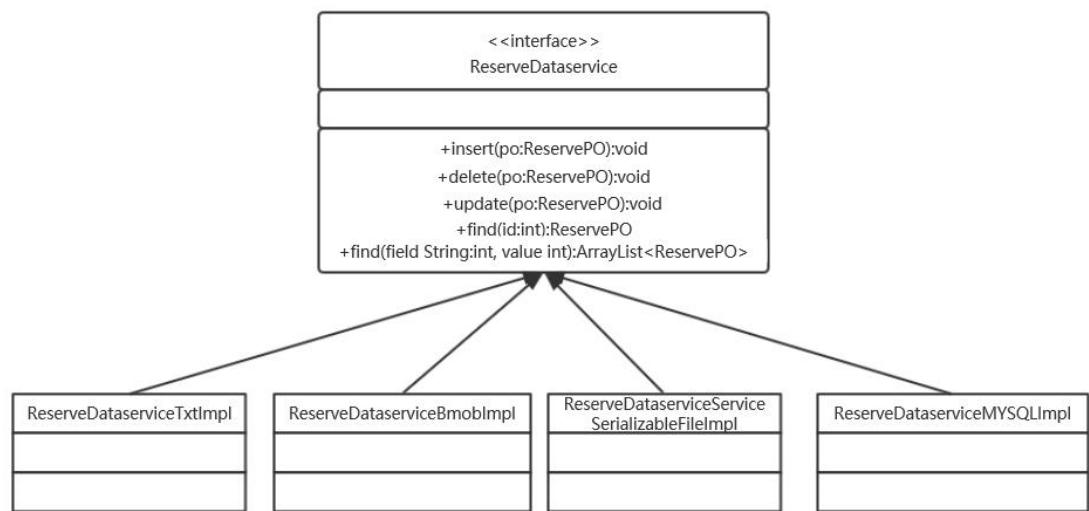 <<interface>>
ReserveDataservice
+insert(po:ReservePO):void
+delete(po:ReservePO):void
+update(po:ReservePO):void
+find(id:int):ReservePO
+find(field String:int, value int):ArrayList<ReservePO>
ReserveDataserviceTxtImpl
ReserveDataserviceBmobImpl
ReserveDataserviceService
SerializableFileImpl
ReserveDataserviceMYSQLImpl